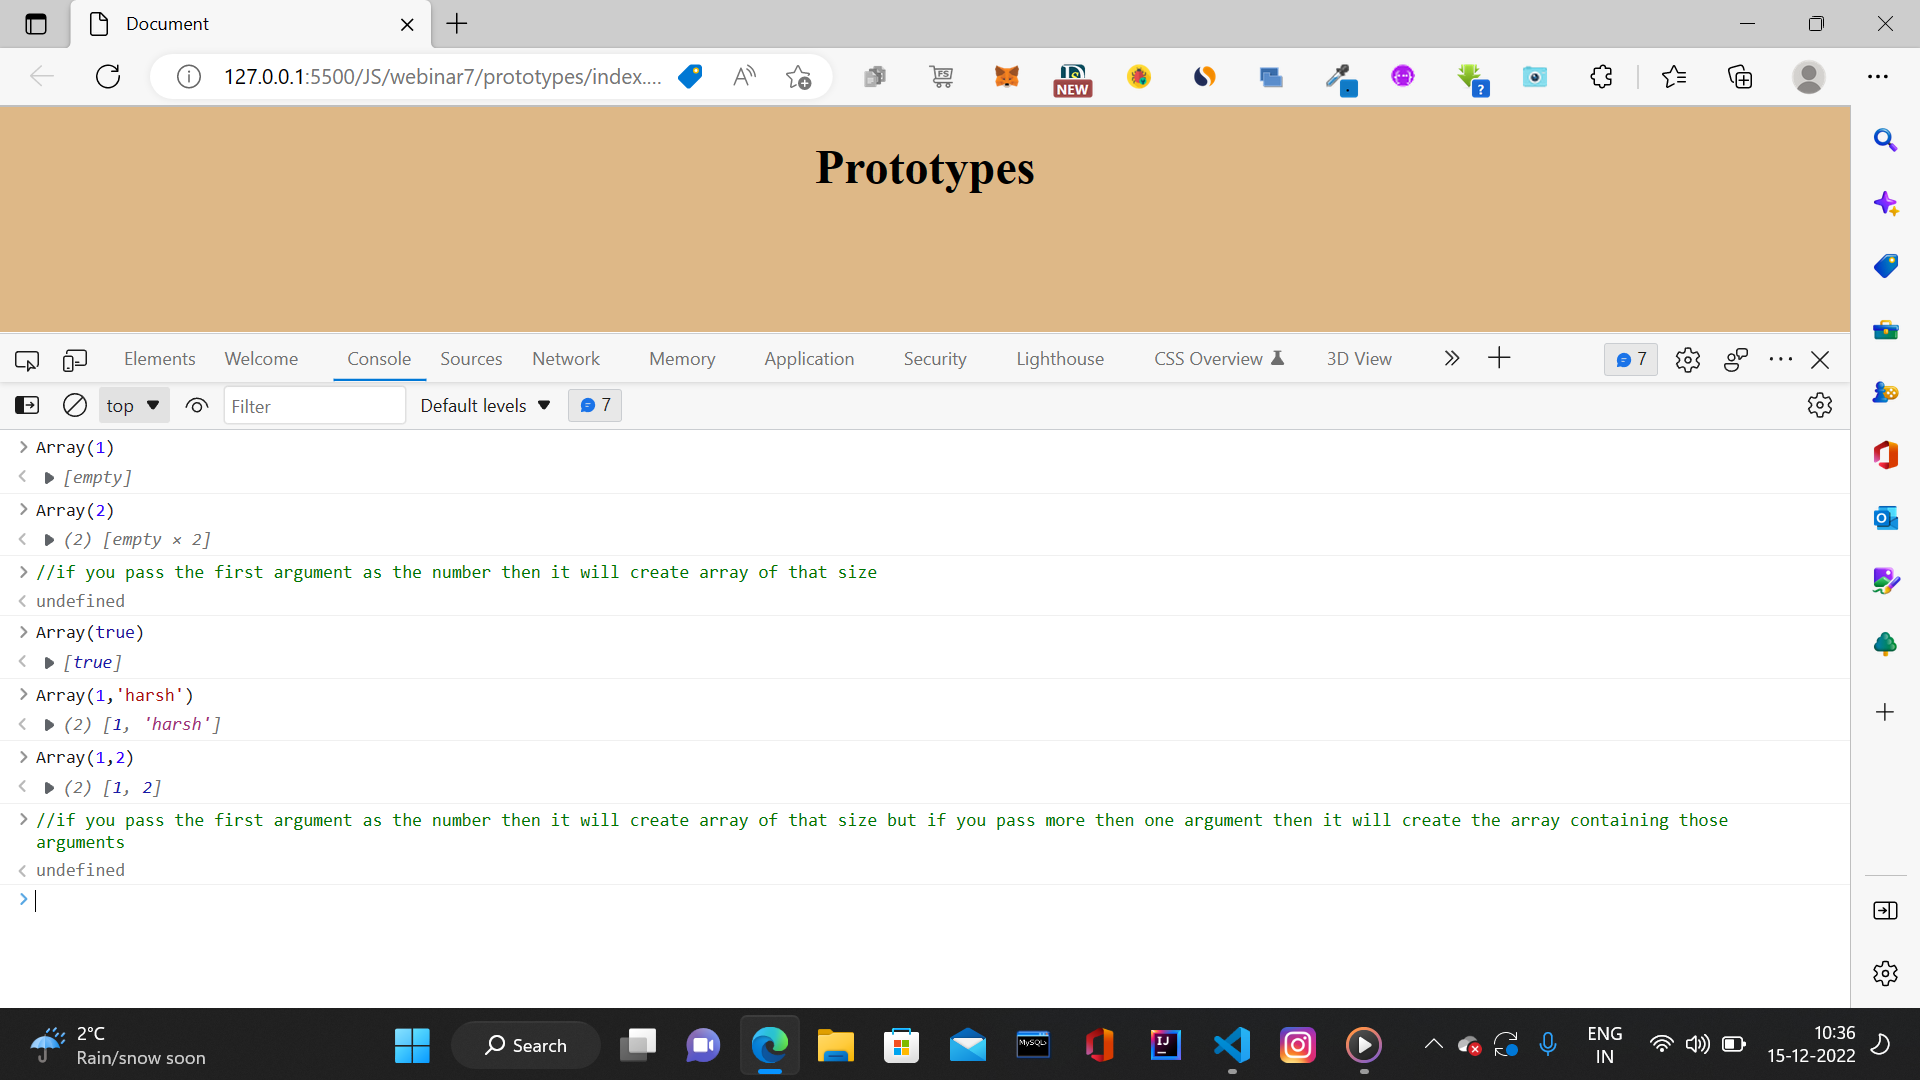 Document
127.0.0.1:5500/JS/webinar7/prototypes/index....
A
FS
NEW
?
Prototypes
Elements Welcome Console Sources Network Memory Application Security Lighthouse CSS Overview 3D View 7
top Filter Default levels 7
Array(1)
[empty]
Array(2)
(2) [empty × 2]
//if you pass the first argument as the number then it will create array of that size
undefined
Array(true)
[true]
Array(1,'harsh')
(2) [1, 'harsh']
Array(1,2)
(2) [1, 2]
//if you pass the first argument as the number then it will create array of that size but if you pass more then one argument then it will create the array containing those
arguments
undefined
2°C
Rain/snow soon
Search
MySQL
IJ
ENG
IN
10:36
15-12-2022